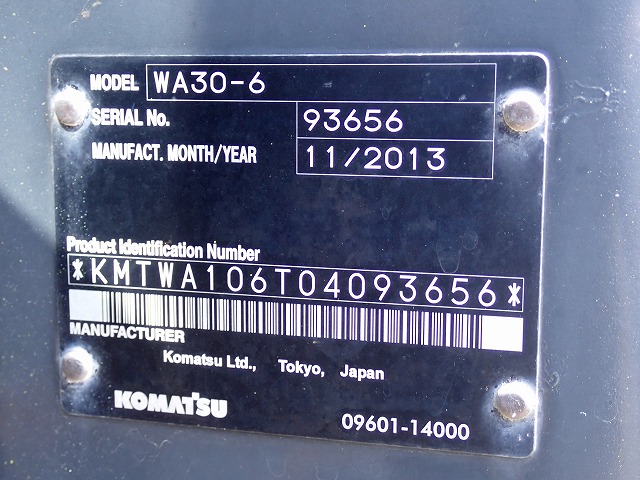 MODEL WA30-6
SERIAL No. 93656
MANUFACT. MONTH/YEAR 11/2013
Product Identification Number
*KMTWA106T04093656*
MANUFACTURER
Komatsu Ltd., Tokyo, Japan
KOMATSU
09601-14000